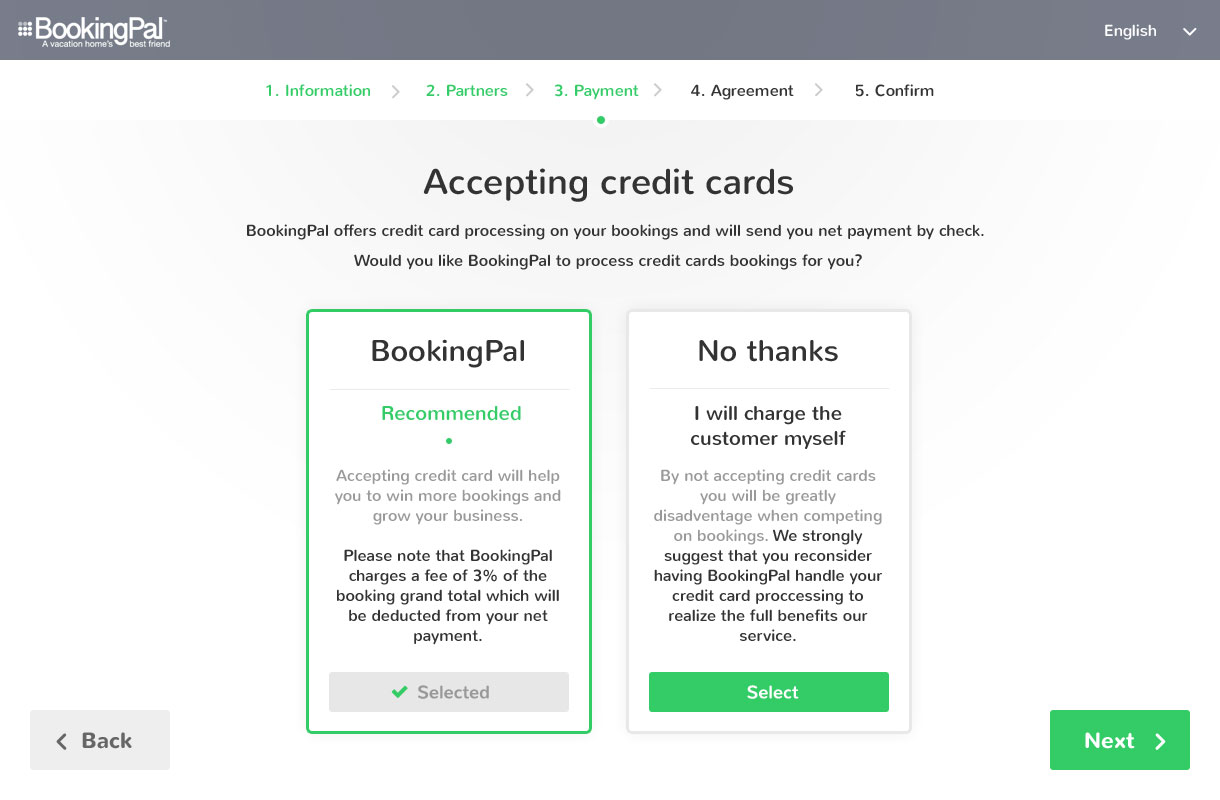 BookingPal
A vacation home's best friend
English
1. Information
2. Partners
3. Payment
4. Agreement
5. Confirm
Accepting credit cards
BookingPal offers credit card processing on your bookings and will send you net payment by check.
Would you like BookingPal to process credit cards bookings for you?
BookingPal
Recommended
Accepting credit card will help
you to win more bookings and
grow your business.
Please note that BookingPal
charges a fee of 3% of the
booking grand total which will
be deducted from your net
payment.
Selected
No thanks
I will charge the
customer myself
By not accepting credit cards
you will be greatly
disadventage when competing
on bookings. We strongly
suggest that you reconsider
having BookingPal handle your
credit card proccessing to
realize the full benefits our
service.
Select
Back
Next